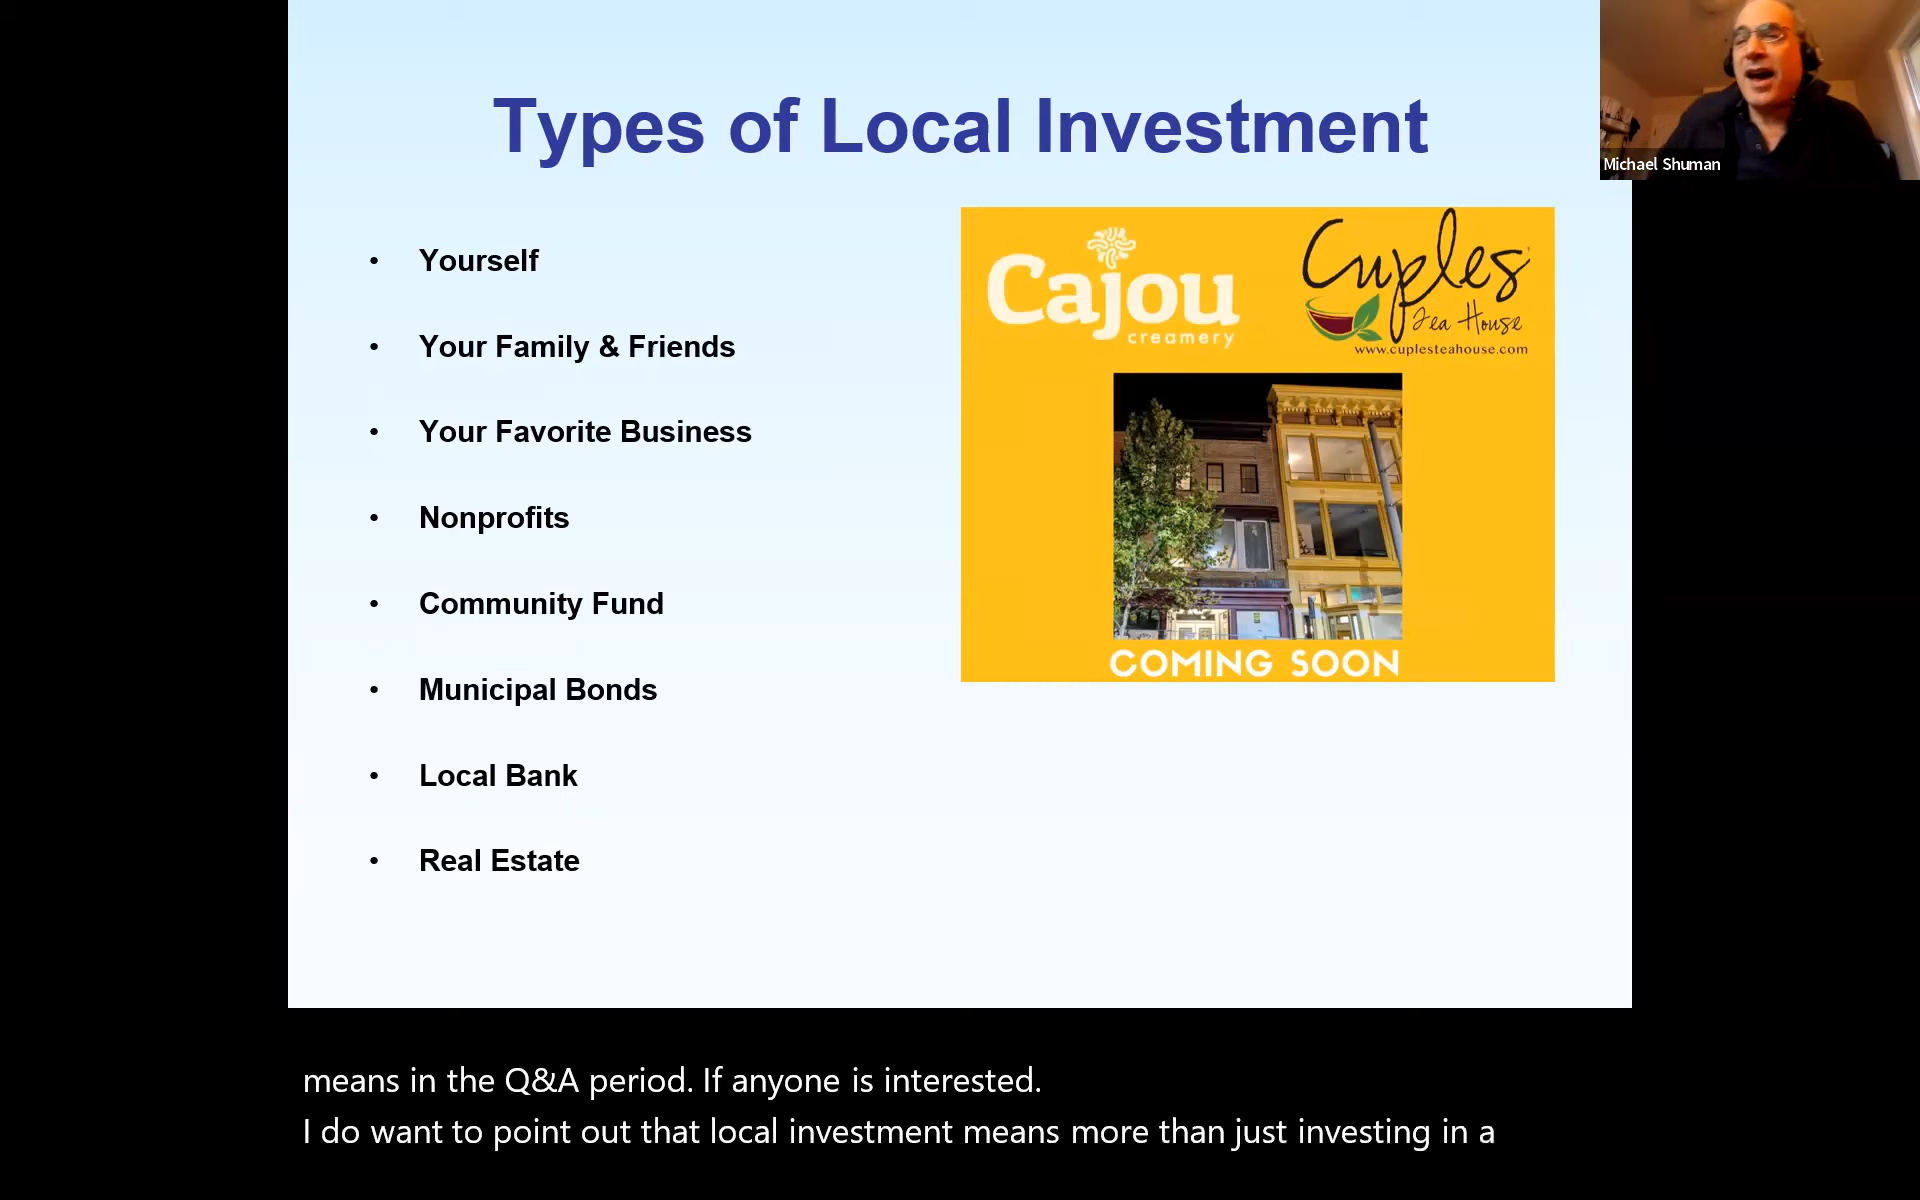 Types of Local Investment
Michael Shuman
• Yourself
• Your Family & Friends
• Your Favorite Business
• Nonprofits
• Community Fund
• Municipal Bonds
• Local Bank
• Real Estate
Cajou
creamery
Cuples
Tea House
www.cuplesteahouse.com
COMING SOON
means in the Q&A period. If anyone is interested.
I do want to point out that local investment means more than just investing in a